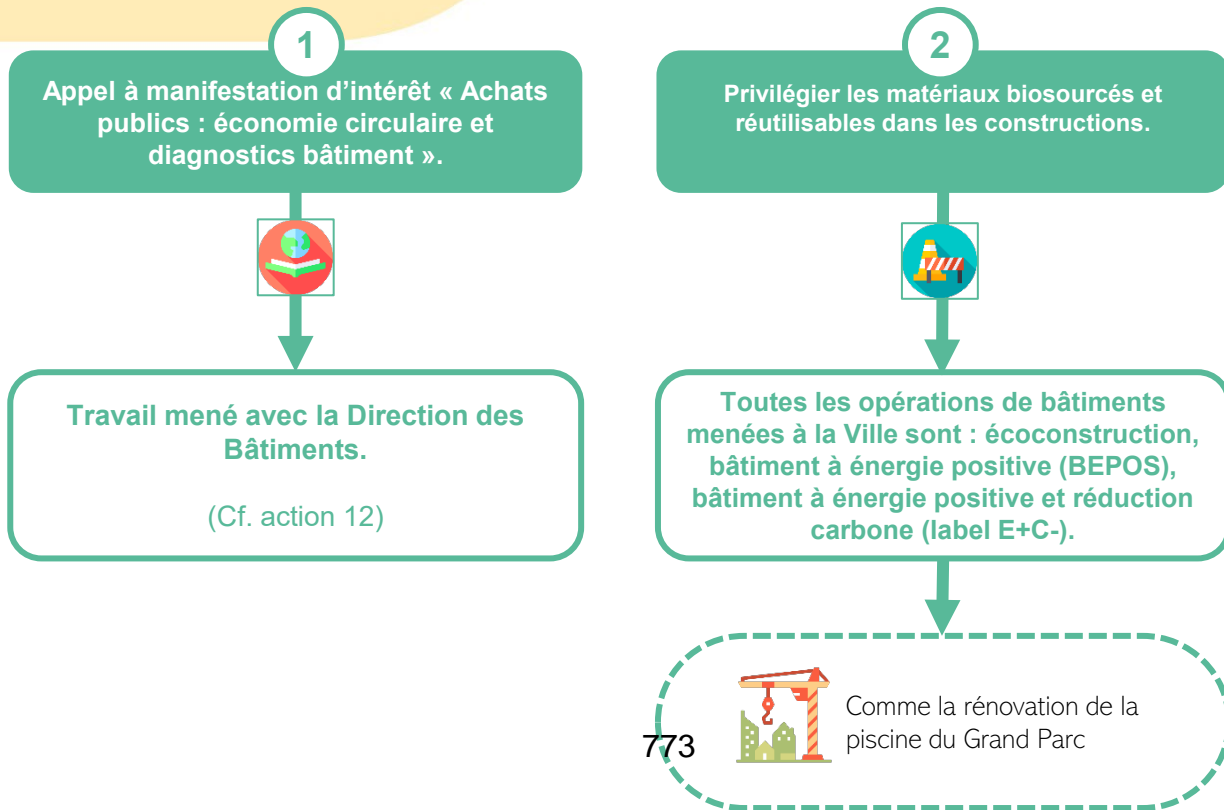 1
Appel à manifestation d'intérêt « Achats
publics : économie circulaire et
diagnostics bâtiment ».
Travail mené avec la Direction des
Bâtiments.
(Cf. action 12)
2
Privilégier les matériaux biosourcés et
réutilisables dans les constructions.
Toutes les opérations de bâtiments
menées à la Ville sont : écoconstruction,
bâtiment à énergie positive (BEPOS),
bâtiment à énergie positive et réduction
carbone (label E+C-).
Comme la rénovation de la
piscine du Grand Parc
773